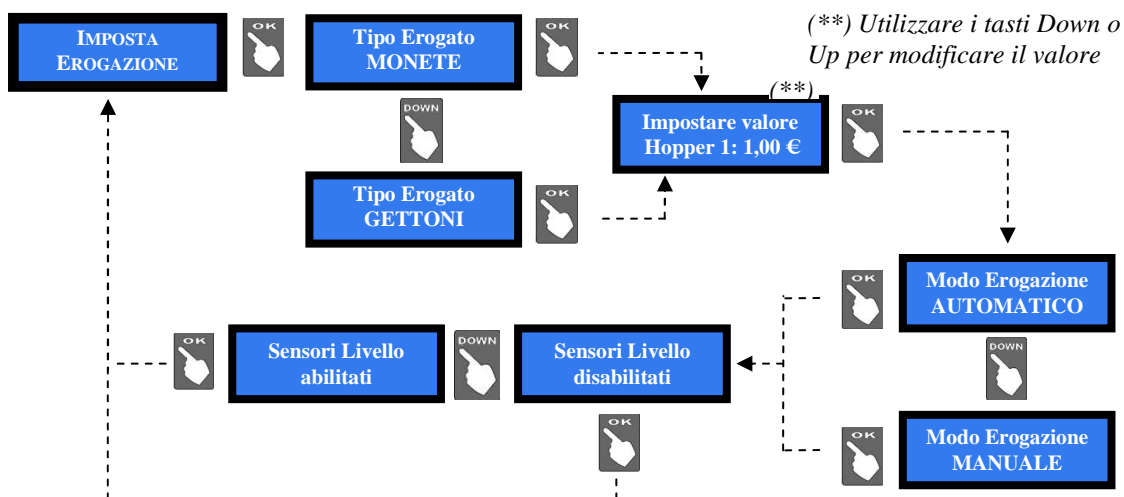 IMPOSTA
EROGAZIONE
OK
Tipo Erogato
MONETE
OK
(**) Utilizzare i tasti Down o
Up per modificare il valore
DOWN
(**)
Impostare valore
Hopper 1: 1,00 €
OK
Tipo Erogato
GETTONI
OK
OK
Modo Erogazione
AUTOMATICO
OK
Sensori Livello
abilitati
DOWN
Sensori Livello
disabilitati
DOWN
OK
OK
Modo Erogazione
MANUALE